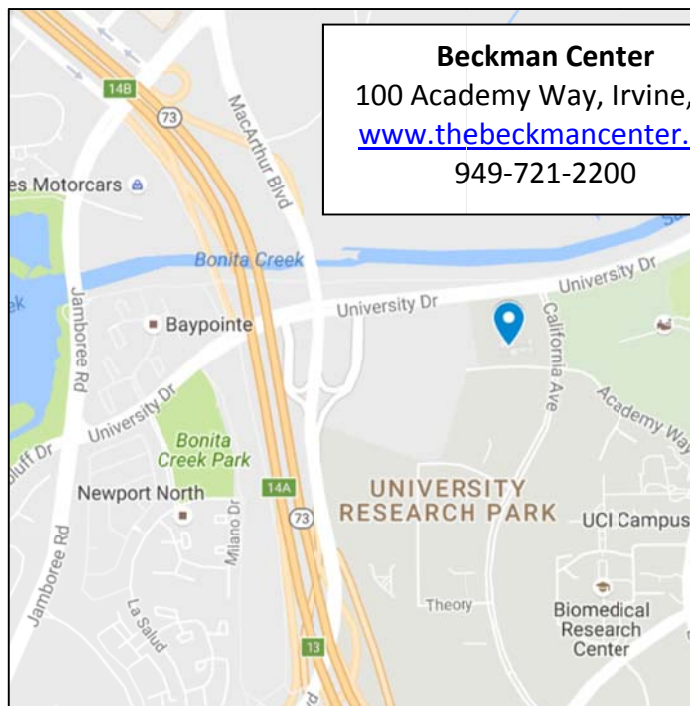 Beckman Center
100 Academy Way, Irvine,
www.thebeckmancenter.
949-721-2200
14B
73
MacArthur Blvd
es Motorcars
Bonita Creek
ek
University Dr
University Dr
Jamboree Rd
Baypointe
California Ave
University Dr
Academy Way
bluff Dr
Bonita
Creek Park
14A
UNIVERSITY
RESEARCH PARK
Newport North
73
UCI Campus
Milano Dr
Jamboree Rd
La Salud
Theory
Biomedical
Research
Center
13